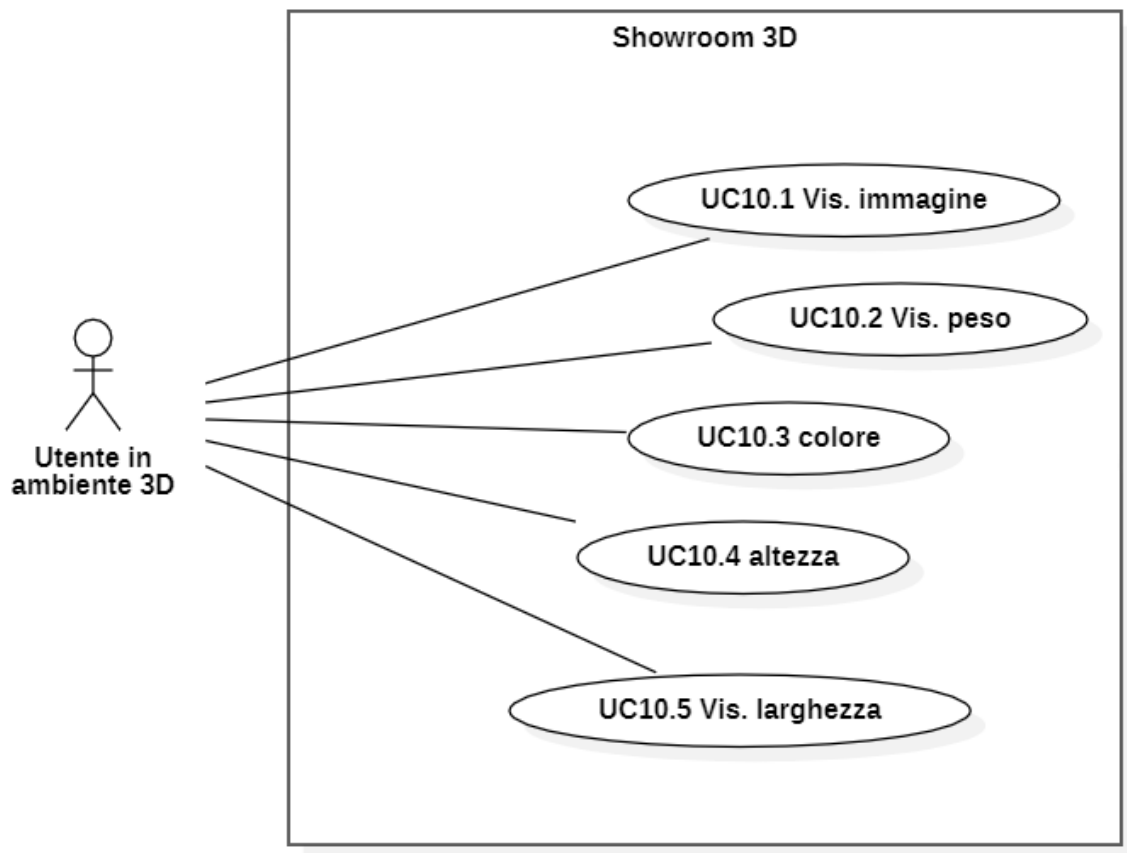 Showroom 3D
UC10.1 Vis. immagine
UC10.2 Vis. peso
UC10.3 colore
Utente in
ambiente 3D
UC10.4 altezza
UC10.5 Vis. larghezza